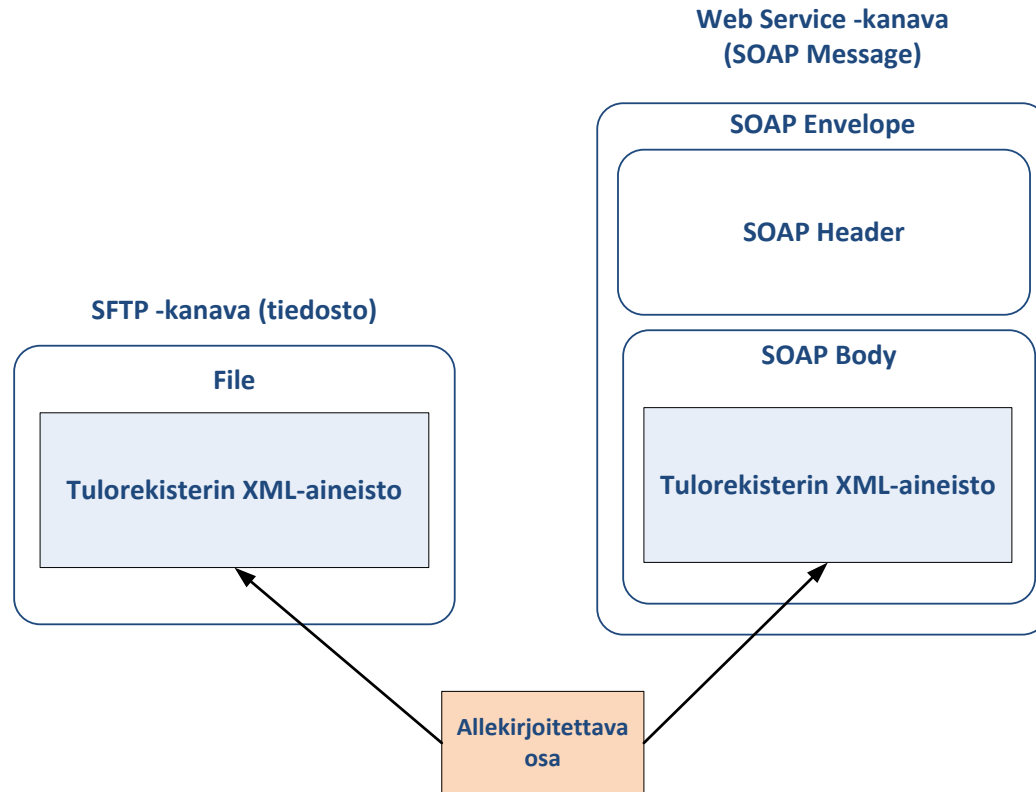 Web Service -kanava
(SOAP Message)
SOAP Envelope
SOAP Header
SOAP Body
Tulorekisterin XML-aineisto
SFTP -kanava (tiedosto)
File
Tulorekisterin XML-aineisto
Allekirjoitettava
osa